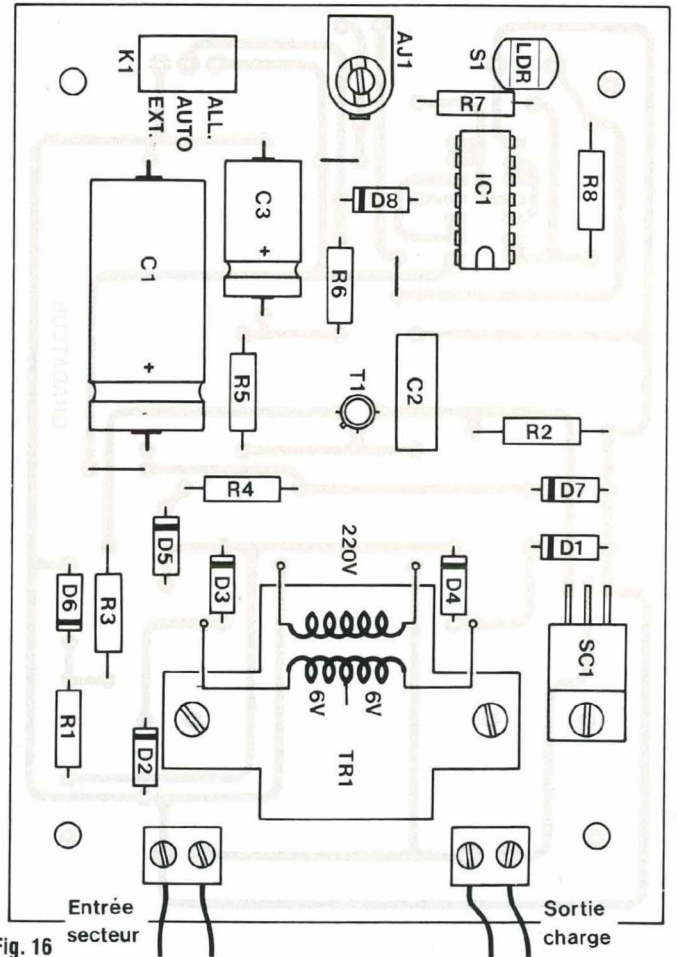 K1
EXT.
AUTO
ALL.
AJ1
S1
LDR
R7
IC1
R8
C1
+
C3
+
D8
R6
R5
T1
C2
R2
R4
D7
D1
D5
D3
220V
D4
D6
R3
SC1
6V
6V
R1
D2
TR1
Entrée
secteur
Sortie
charge
Fig. 16